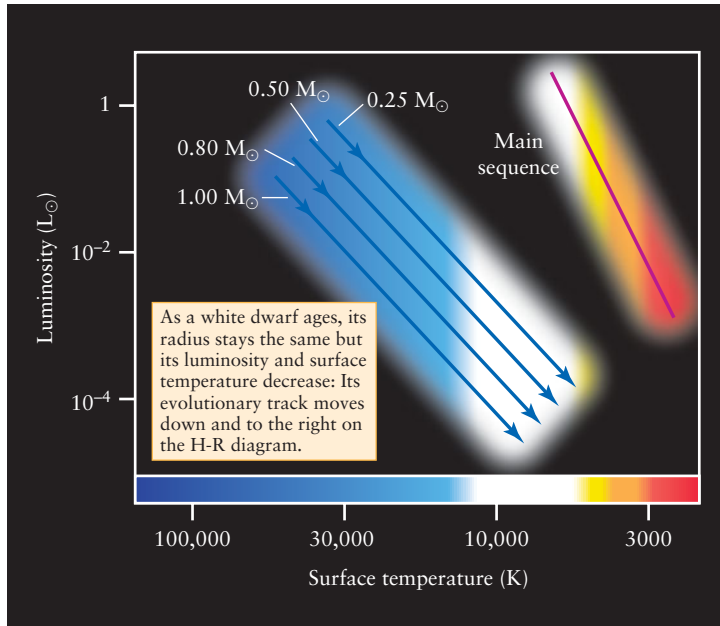 0.50 M☉
0.25 M☉
0.80 M☉
1.00 M☉
Main
sequence
1
10⁻²
10⁻⁴
Luminosity (L☉)
As a white dwarf ages, its
radius stays the same but
its luminosity and surface
temperature decrease: Its
evolutionary track moves
down and to the right on
the H-R diagram.
100,000 30,000 10,000 3000
Surface temperature (K)